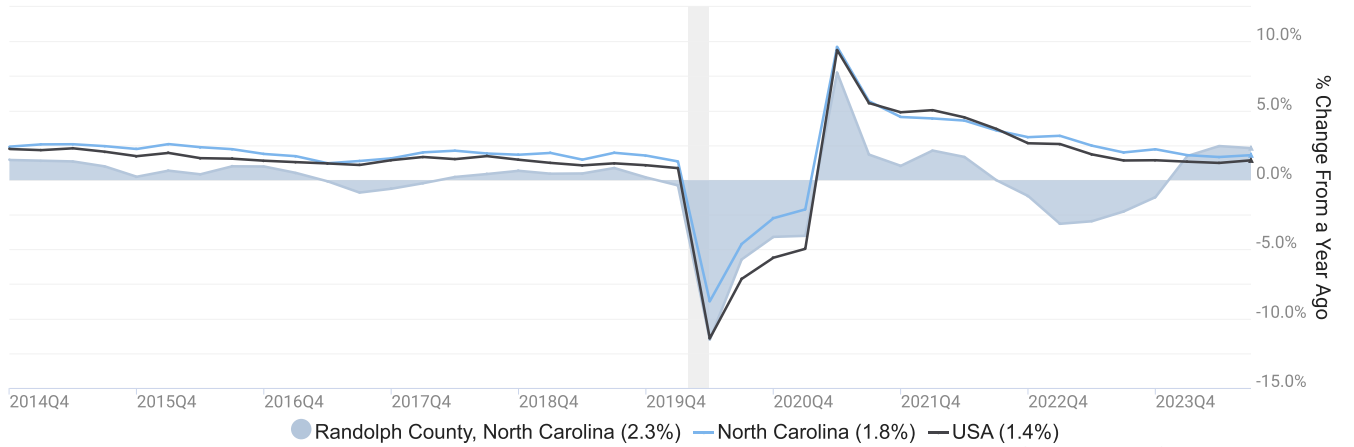 10.0%
5.0%
0.0%
-5.0%
-10.0%
-15.0%
% Change From a Year Ago
2014Q4 2015Q4 2016Q4 2017Q4 2018Q4 2019Q4 2020Q4 2021Q4 2022Q4 2023Q4
Randolph County, North Carolina (2.3%) North Carolina (1.8%) USA (1.4%)